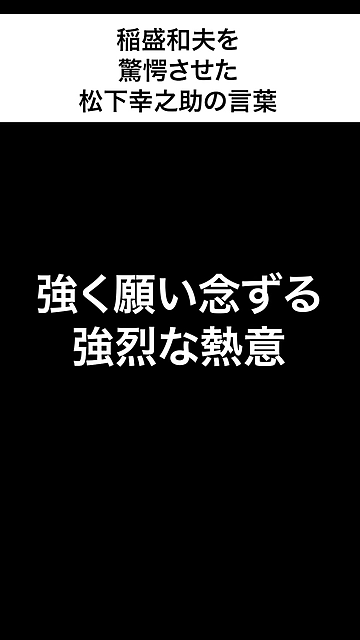 稲盛和夫を
驚愕させた
松下幸之助の言葉
強く願い念ずる
強烈な熱意